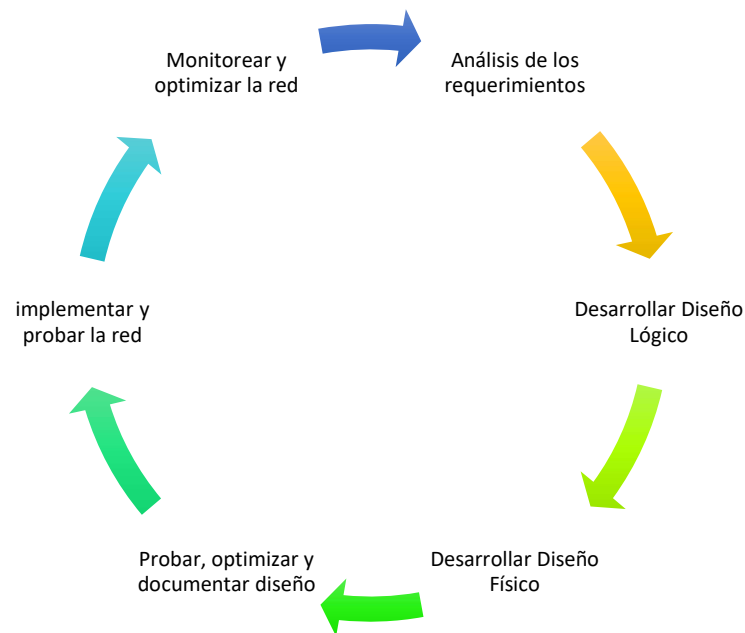 Monitorear y
optimizar la red
Análisis de los
requerimientos
Desarrollar Diseño
Lógico
Desarrollar Diseño
Físico
Probar, optimizar y
documentar diseño
implementar y
probar la red